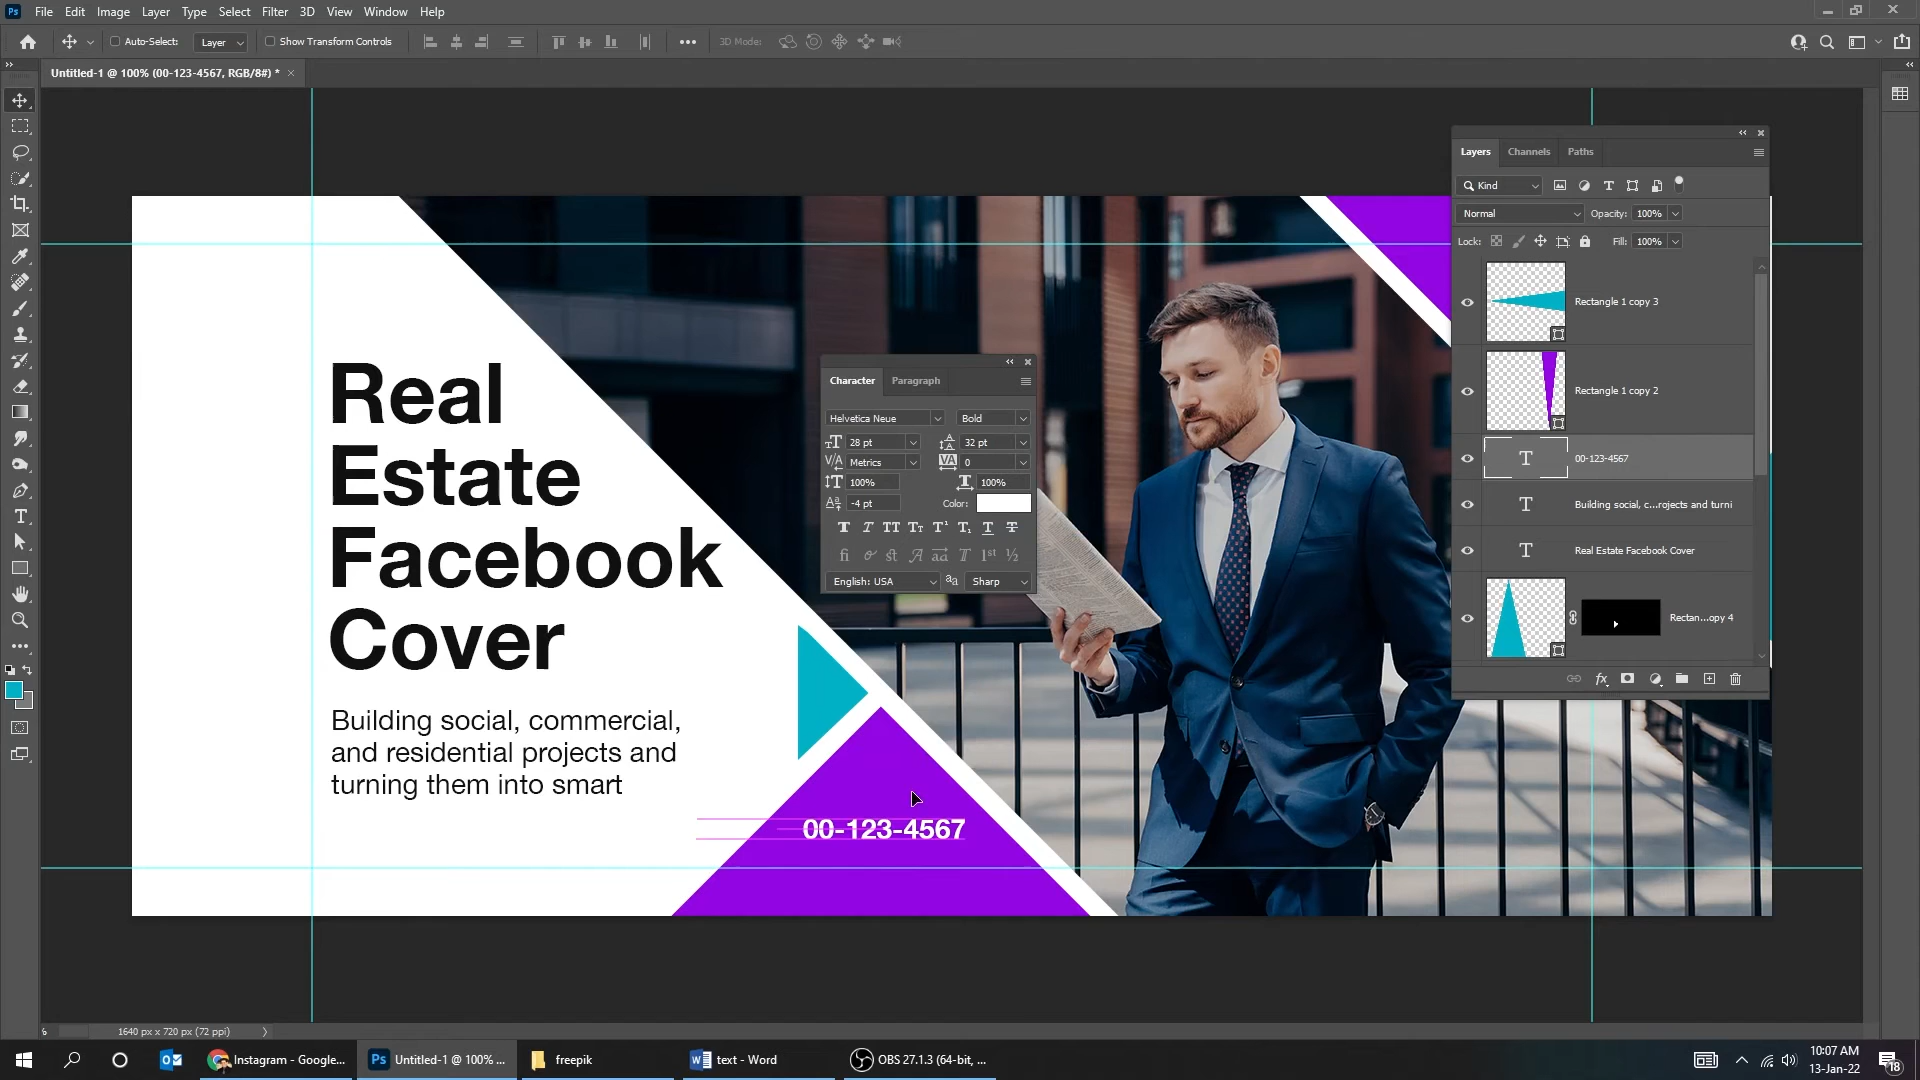 Ps File Edit Image Layer Type Select Filter 3D View Window Help
Auto-Select: Layer Show Transform Controls 3D Mode:
Untitled-1 @ 100% (00-123-4567, RGB/8#) *
Layers Channels Paths
Kind
Normal Opacity: 100%
Lock: Fill: 100%
Rectangle 1 copy 3
Rectangle 1 copy 2
00-123-4567
Building social, c...rojects and turni
Real Estate Facebook Cover
Rectan...opy 4
Character Paragraph
Helvetica Neue Bold
28 pt 32 pt
Metrics 0
100% 100%
-4 pt Color:
English: USA Sharp
Real
Estate
Facebook
Cover
Building social, commercial,
and residential projects and
turning them into smart
00-123-4567
1640 px x 720 px (72 ppi)
Instagram - Google...
Untitled-1 @ 100% ...
freepik
text - Word
OBS 27.1.3 (64-bit, ...
10:07 AM
13-Jan-22
18